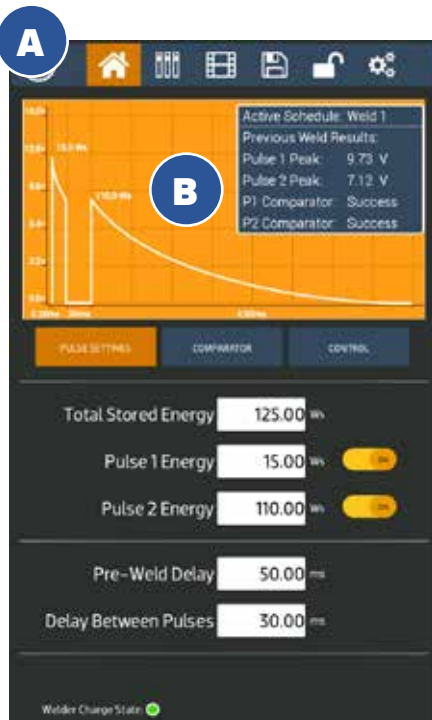 A
Active Schedule: Weld 1
Previous Weld Results:
Pulse 1 Peak: 9.73 V
B
Pulse 2 Peak: 7.12 V
P1 Comparator: Success
P2 Comparator: Success
PULSE SETTINGS COMPARATOR CONTROL
Total Stored Energy 125.00 Ws
Pulse 1 Energy 15.00 Ws ON
Pulse 2 Energy 110.00 Ws ON
Pre-Weld Delay 50.00 ms
Delay Between Pulses 30.00 ms
Welder Charge State: